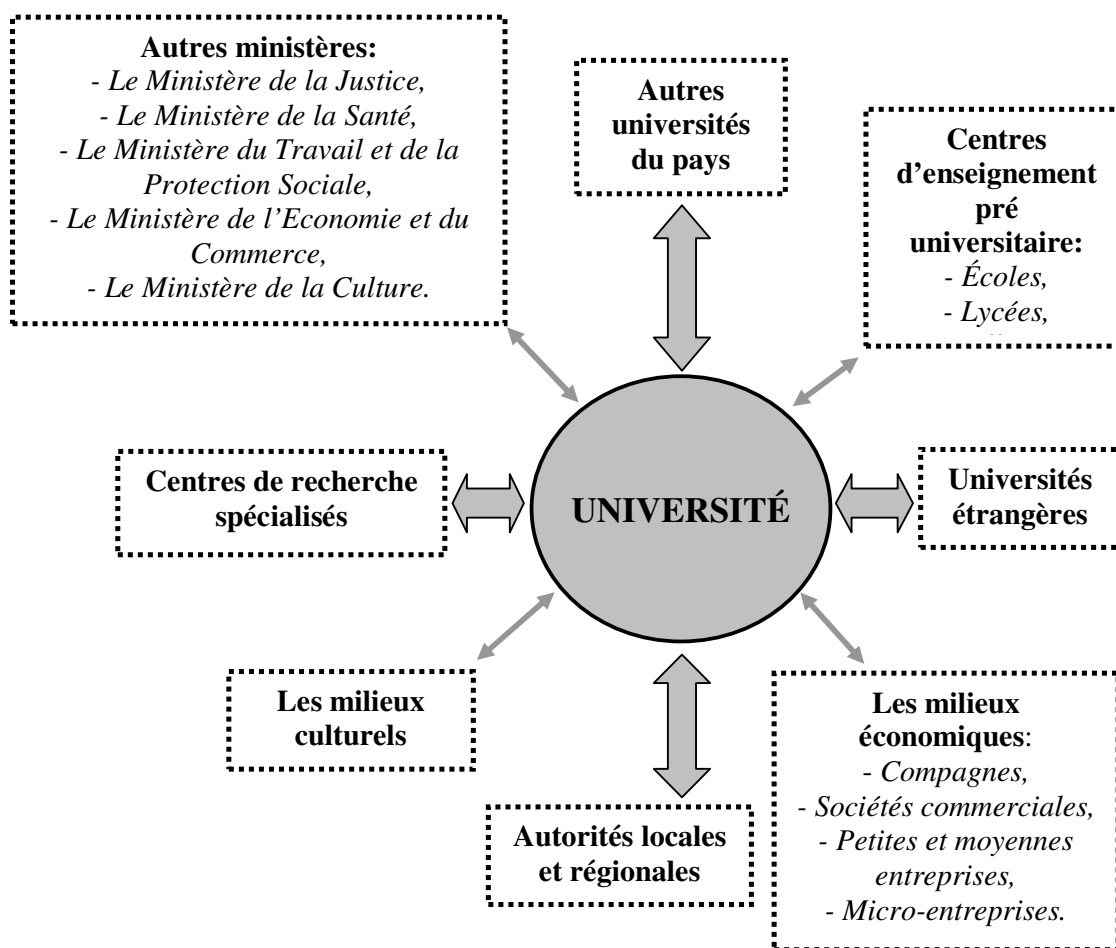 Autres ministères:
- Le Ministère de la Justice,
- Le Ministère de la Santé,
- Le Ministère du Travail et de la
Protection Sociale,
- Le Ministère de l’Economie et du
Commerce,
- Le Ministère de la Culture.
Autres
universités
du pays
Centres
d’enseignement
pré
universitaire:
- Écoles,
- Lycées,
Centres de recherche
spécialisés
UNIVERSITÉ
Universités
étrangères
Les milieux
culturels
Autorités locales
et régionales
Les milieux
économiques:
- Compagnes,
- Sociétés commerciales,
- Petites et moyennes
entreprises,
- Micro-entreprises.